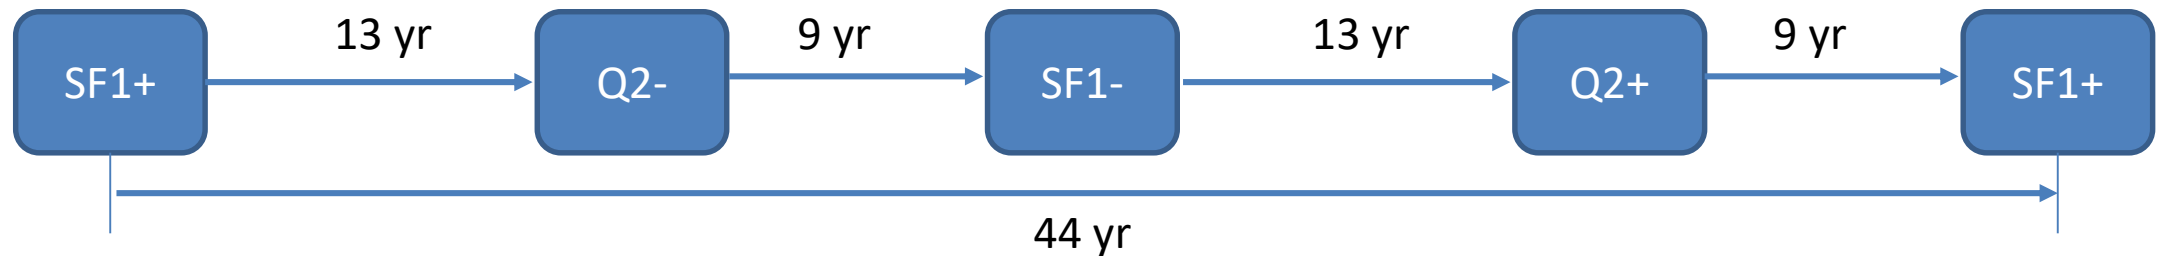 13 yr 9 yr 13 yr 9 yr
SF1+ Q2- SF1- Q2+ SF1+
44 yr